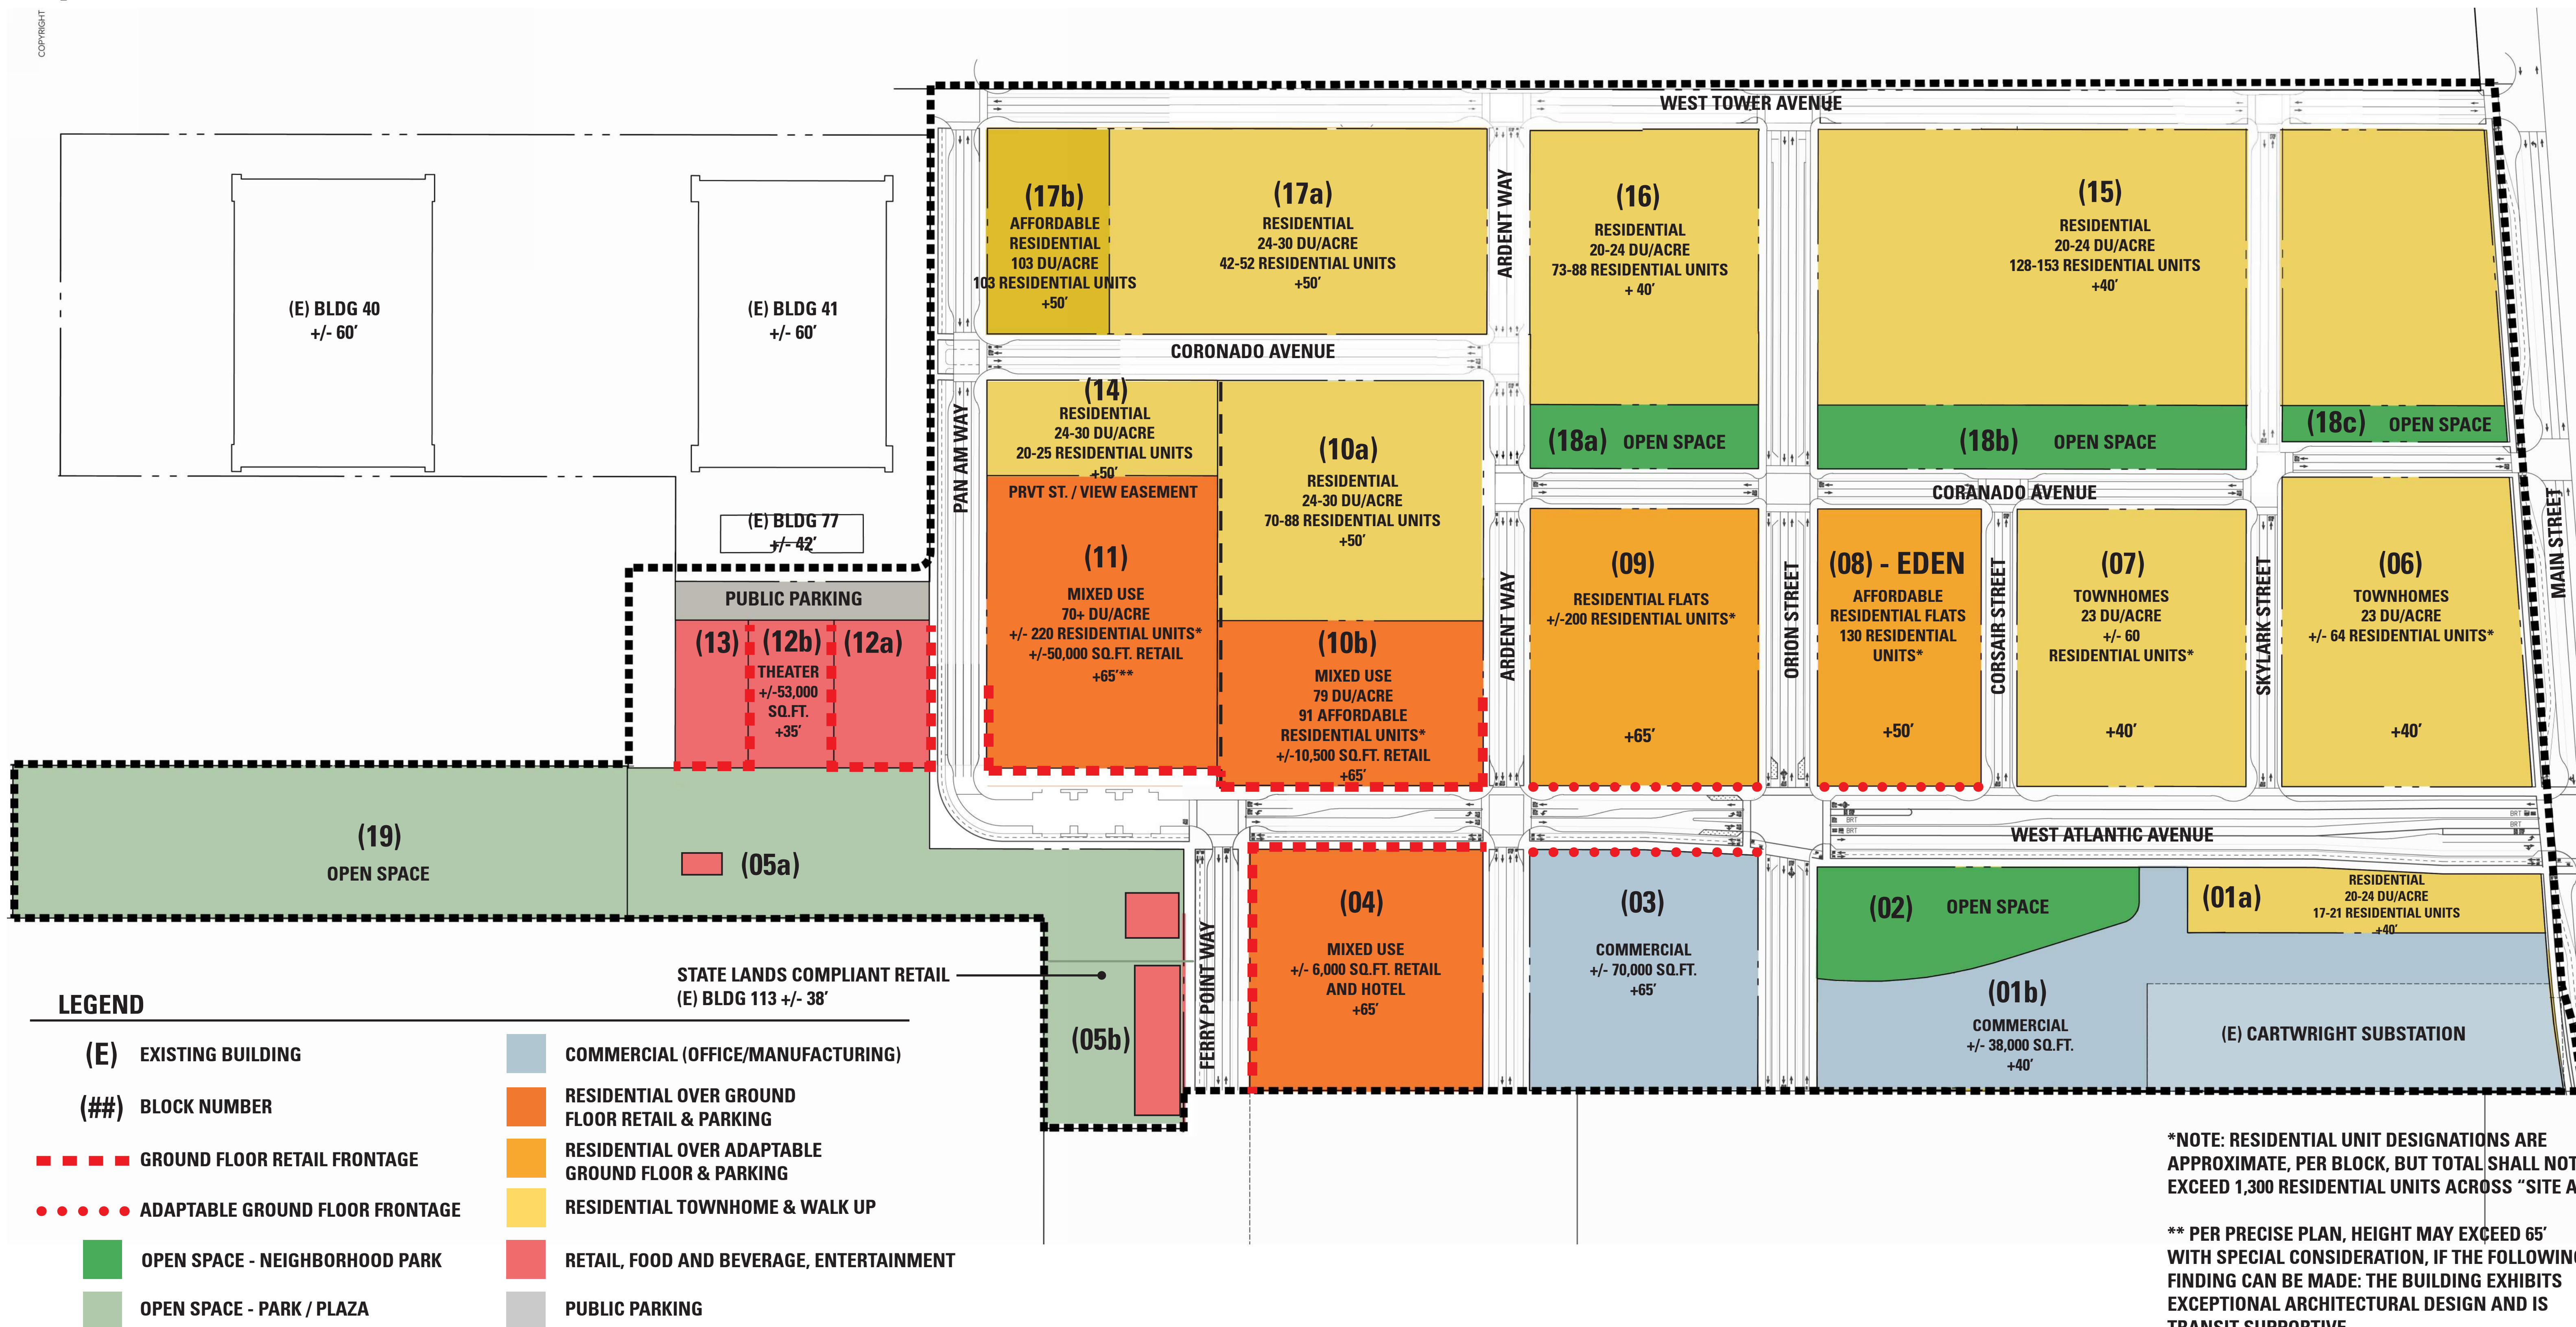 COPYRIGHT
WEST TOWER AVENUE
(17b)
AFFORDABLE
RESIDENTIAL
103 DU/ACRE
103 RESIDENTIAL UNITS
+50′
(17a)
RESIDENTIAL
24-30 DU/ACRE
42-52 RESIDENTIAL UNITS
+50′
ARDENT WAY
(16)
RESIDENTIAL
20-24 DU/ACRE
73-88 RESIDENTIAL UNITS
+ 40′
(15)
RESIDENTIAL
20-24 DU/ACRE
128-153 RESIDENTIAL UNITS
+40′
(E) BLDG 40
+/- 60′
(E) BLDG 41
+/- 60′
CORONADO AVENUE
PAN AM WAY
(14)
RESIDENTIAL
24-30 DU/ACRE
20-25 RESIDENTIAL UNITS
+50′
PRVT ST. / VIEW EASEMENT
(10a)
RESIDENTIAL
24-30 DU/ACRE
70-88 RESIDENTIAL UNITS
+50′
(18a) OPEN SPACE
(18b) OPEN SPACE
(18c) OPEN SPACE
CORANADO AVENUE
MAIN STREET
(E) BLDG 77
+/- 42′
(11)
MIXED USE
70+ DU/ACRE
+/- 220 RESIDENTIAL UNITS*
+/-50,000 SQ.FT. RETAIL
+65′**
ARDENT WAY
(09)
RESIDENTIAL FLATS
+/-200 RESIDENTIAL UNITS*
+65′
ORION STREET
(08) - EDEN
AFFORDABLE
RESIDENTIAL FLATS
130 RESIDENTIAL
UNITS*
+50′
CORSAIR STREET
(07)
TOWNHOMES
23 DU/ACRE
+/- 60
RESIDENTIAL UNITS*
+40′
SKYLARK STREET
(06)
TOWNHOMES
23 DU/ACRE
+/- 64 RESIDENTIAL UNITS*
+40′
PUBLIC PARKING
(13)
(12b)
THEATER
+/-53,000
SQ.FT.
+35′
(12a)
(10b)
MIXED USE
79 DU/ACRE
91 AFFORDABLE
RESIDENTIAL UNITS*
+/-10,500 SQ.FT. RETAIL
+65′
BRT
BRT
BRT
BRT
BRT
WEST ATLANTIC AVENUE
(19)
OPEN SPACE
(05a)
FERRY POINT WAY
(04)
MIXED USE
+/- 6,000 SQ.FT. RETAIL
AND HOTEL
+65′
(03)
COMMERCIAL
+/- 70,000 SQ.FT.
+65′
(02) OPEN SPACE
(01a)
RESIDENTIAL
20-24 DU/ACRE
17-21 RESIDENTIAL UNITS
+40′
STATE LANDS COMPLIANT RETAIL
(E) BLDG 113 +/- 38′
(05b)
(01b)
COMMERCIAL
+/- 38,000 SQ.FT.
+40′
(E) CARTWRIGHT SUBSTATION
LEGEND
(E) EXISTING BUILDING
(##) BLOCK NUMBER
GROUND FLOOR RETAIL FRONTAGE
ADAPTABLE GROUND FLOOR FRONTAGE
OPEN SPACE - NEIGHBORHOOD PARK
OPEN SPACE - PARK / PLAZA
COMMERCIAL (OFFICE/MANUFACTURING)
RESIDENTIAL OVER GROUND
FLOOR RETAIL & PARKING
RESIDENTIAL OVER ADAPTABLE
GROUND FLOOR & PARKING
RESIDENTIAL TOWNHOME & WALK UP
RETAIL, FOOD AND BEVERAGE, ENTERTAINMENT
PUBLIC PARKING
*NOTE: RESIDENTIAL UNIT DESIGNATIONS ARE
APPROXIMATE, PER BLOCK, BUT TOTAL SHALL NOT
EXCEED 1,300 RESIDENTIAL UNITS ACROSS “SITE A
** PER PRECISE PLAN, HEIGHT MAY EXCEED 65′
WITH SPECIAL CONSIDERATION, IF THE FOLLOWING
FINDING CAN BE MADE: THE BUILDING EXHIBITS
EXCEPTIONAL ARCHITECTURAL DESIGN AND IS
TRANSIT SUPPORTIVE